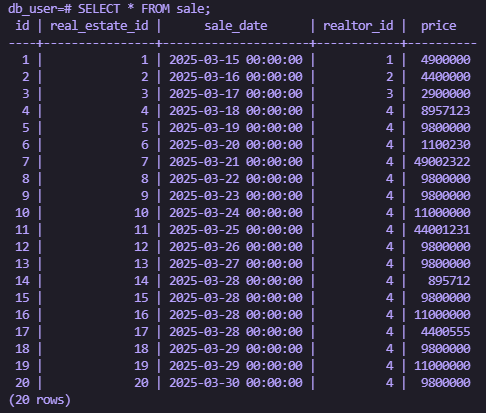 db_user=# SELECT * FROM sale;
 id | real_estate_id |      sale_date      | realtor_id |  price
----+----------------+---------------------+------------+----------
  1 |              1 | 2025-03-15 00:00:00 |          1 |  4900000
  2 |              2 | 2025-03-16 00:00:00 |          2 |  4400000
  3 |              3 | 2025-03-17 00:00:00 |          3 |  2900000
  4 |              4 | 2025-03-18 00:00:00 |          4 |  8957123
  5 |              5 | 2025-03-19 00:00:00 |          4 |  9800000
  6 |              6 | 2025-03-20 00:00:00 |          4 |  1100230
  7 |              7 | 2025-03-21 00:00:00 |          4 | 49002322
  8 |              8 | 2025-03-22 00:00:00 |          4 |  9800000
  9 |              9 | 2025-03-23 00:00:00 |          4 |  9800000
 10 |             10 | 2025-03-24 00:00:00 |          4 | 11000000
 11 |             11 | 2025-03-25 00:00:00 |          4 | 44001231
 12 |             12 | 2025-03-26 00:00:00 |          4 |  9800000
 13 |             13 | 2025-03-27 00:00:00 |          4 |  9800000
 14 |             14 | 2025-03-28 00:00:00 |          4 |   895712
 15 |             15 | 2025-03-28 00:00:00 |          4 |  9800000
 16 |             16 | 2025-03-28 00:00:00 |          4 | 11000000
 17 |             17 | 2025-03-28 00:00:00 |          4 |  4400555
 18 |             18 | 2025-03-29 00:00:00 |          4 |  9800000
 19 |             19 | 2025-03-29 00:00:00 |          4 | 11000000
 20 |             20 | 2025-03-30 00:00:00 |          4 |  9800000
(20 rows)